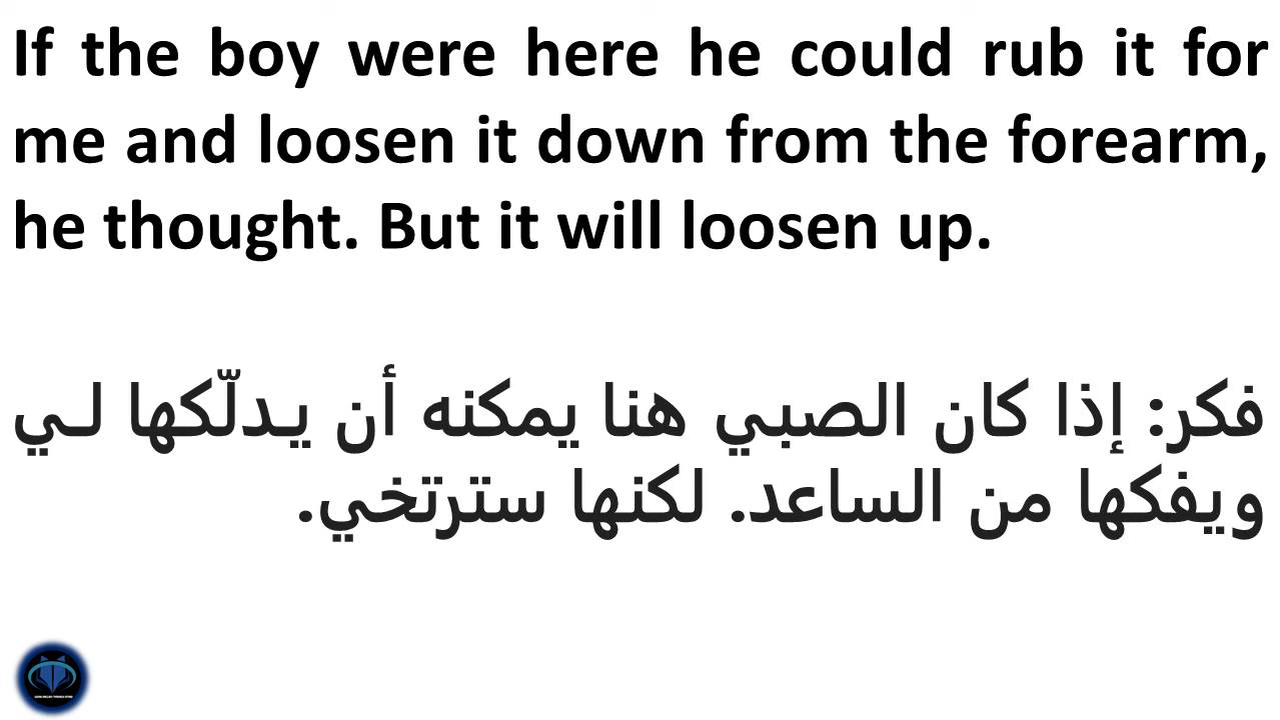 If the boy were here he could rub it for
me and loosen it down from the forearm,
he thought. But it will loosen up.
فكر: إذا كان الصبي هنا يمكنه أن يدلّكها لي
ويفكها من الساعد. لكنها سترتخي.